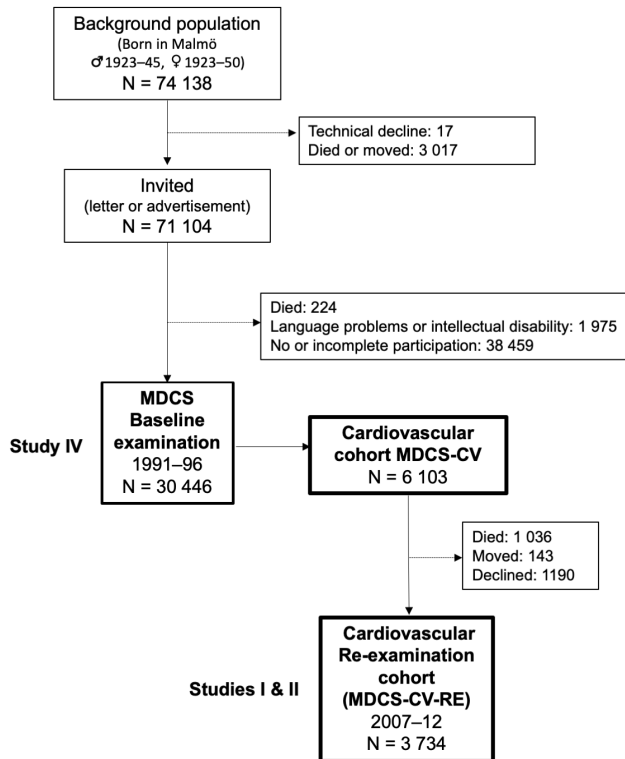 Background population
(Born in Malmö
♂ 1923–45, ♀ 1923–50)
N = 74 138
Technical decline: 17
Died or moved: 3 017
Invited
(letter or advertisement)
N = 71 104
Died: 224
Language problems or intellectual disability: 1 975
No or incomplete participation: 38 459
Study IV
MDCS
Baseline
examination
1991–96
N = 30 446
Cardiovascular
cohort MDCS-CV
N = 6 103
Died: 1 036
Moved: 143
Declined: 1190
Studies I & II
Cardiovascular
Re-examination
cohort
(MDCS-CV-RE)
2007–12
N = 3 734